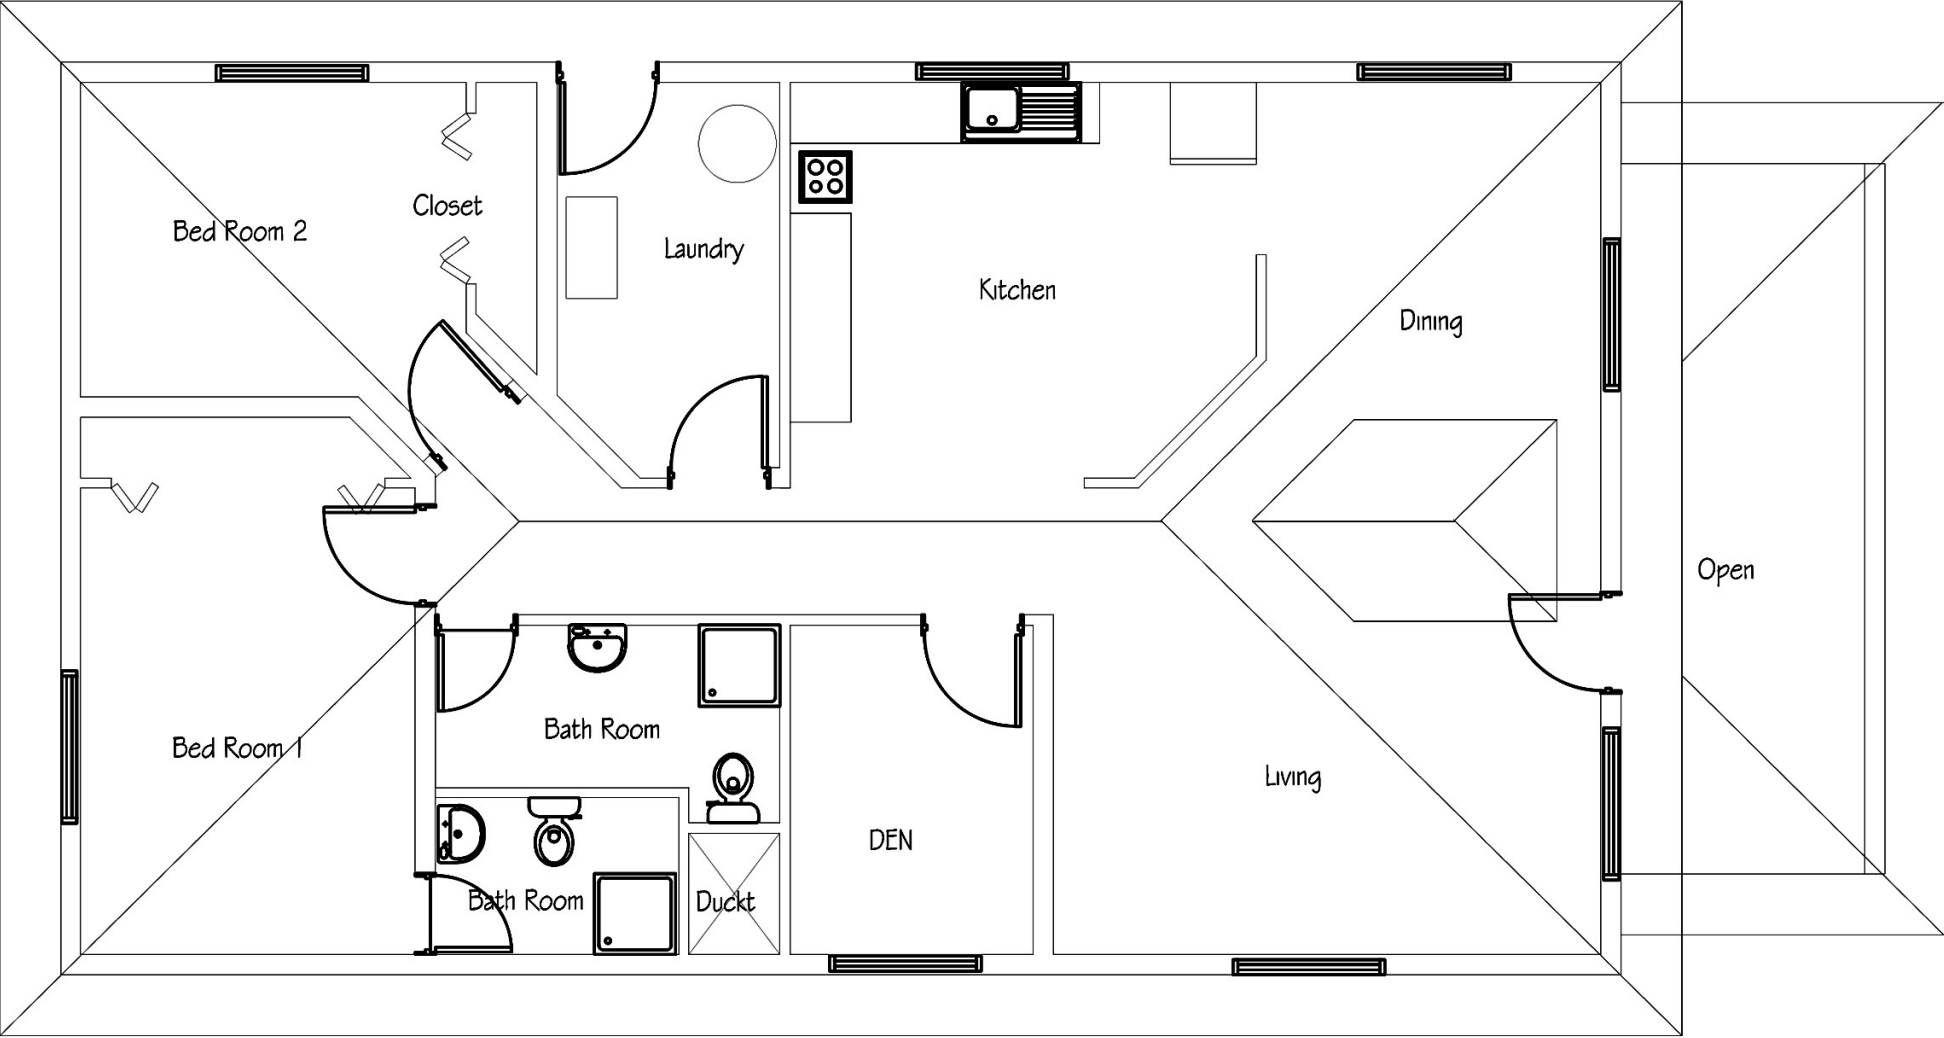 Bed Room 2
Closet
Laundry
Kitchen
Dining
Open
Bed Room 1
Bath Room
Living
DEN
Bath Room
Duckt